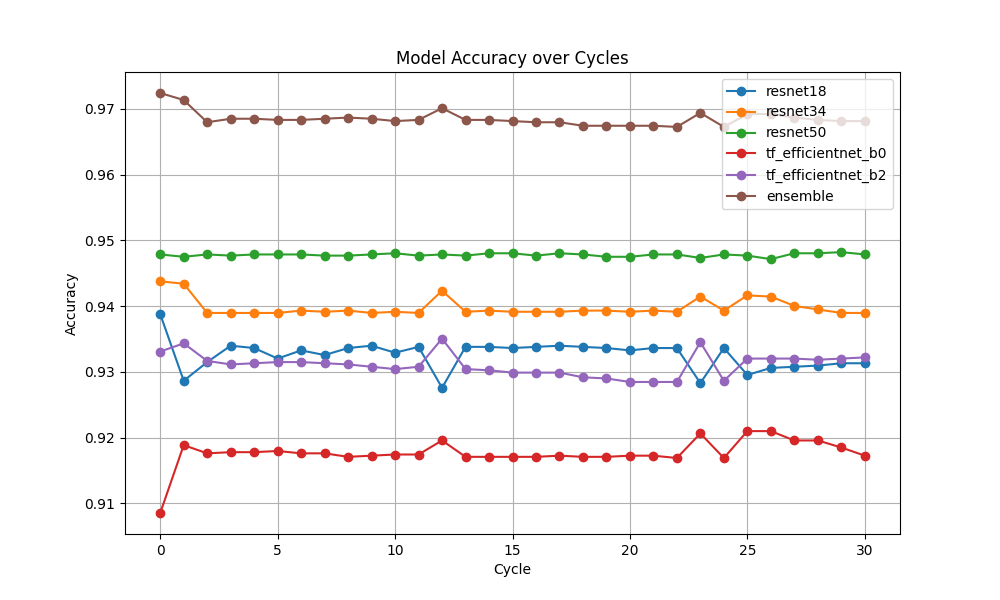 Model Accuracy over Cycles
Accuracy
0.97
0.96
0.95
0.94
0.93
0.92
0.91
resnet18
resnet34
resnet50
tf_efficientnet_b0
tf_efficientnet_b2
ensemble
0
5
10
15
20
25
30
Cycle